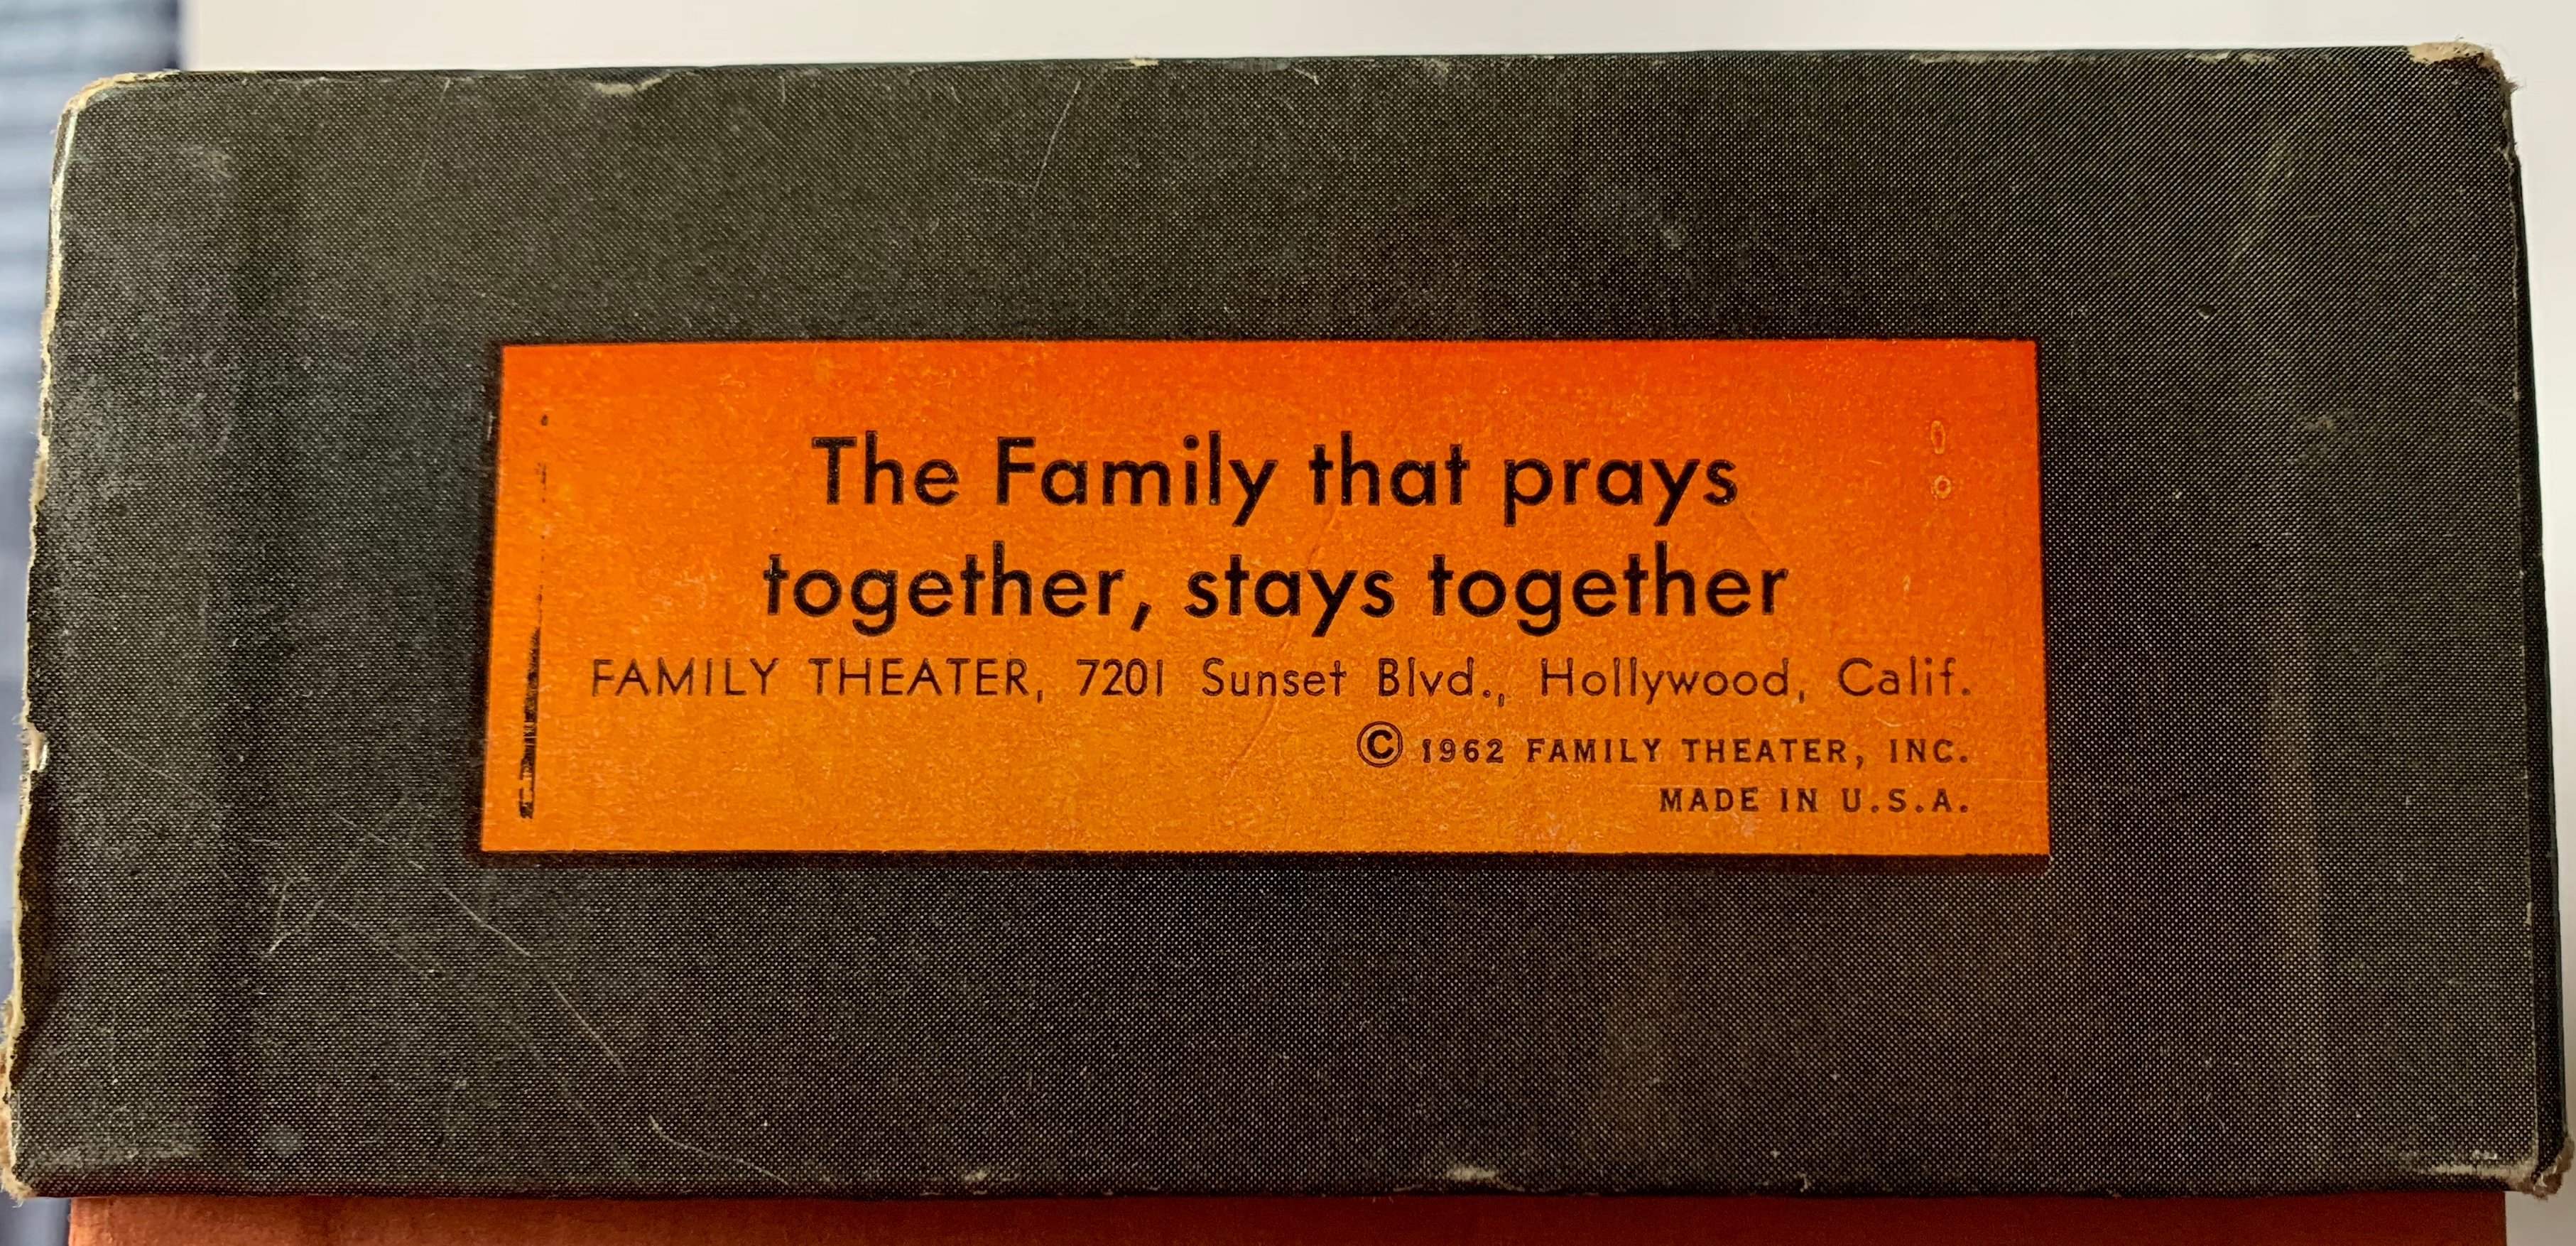 The Family that prays
together, stays together
FAMILY THEATER, 7201 Sunset Blvd., Hollywood, Calif.
© 1962 FAMILY THEATER, INC.
MADE IN U.S.A.